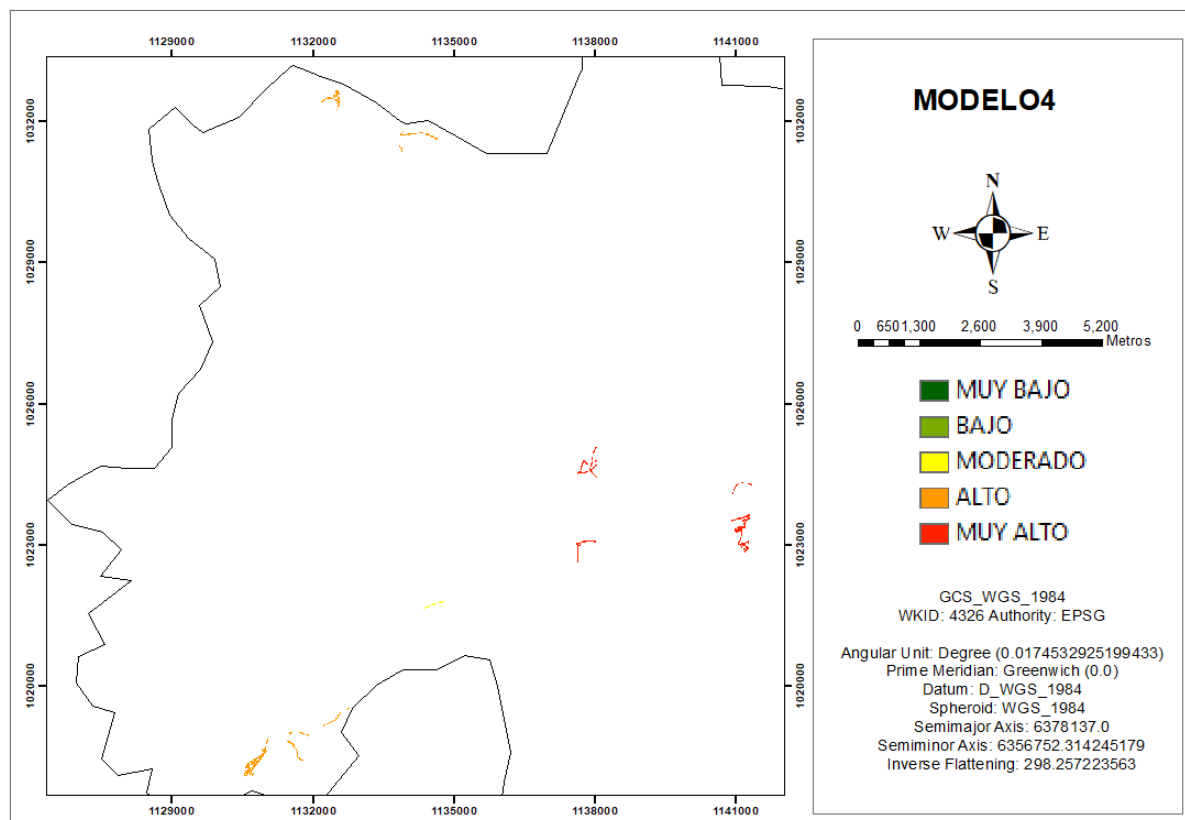 1129000 1132000 1135000 1138000 1141000
1032000 1032000
1029000 1029000
1026000 1026000
1023000 1023000
1020000 1020000
1129000 1132000 1135000 1138000 1141000
MODELO4
N
W E
S
0 650 1,300 2,600 3,900 5,200
Metros
MUY BAJO
BAJO
MODERADO
ALTO
MUY ALTO
GCS_WGS_1984
WKID: 4326 Authority: EPSG
Angular Unit: Degree (0.0174532925199433)
Prime Meridian: Greenwich (0.0)
Datum: D_WGS_1984
Spheroid: WGS_1984
Semimajor Axis: 6378137.0
Semiminor Axis: 6356752.314245179
Inverse Flattening: 298.257223563